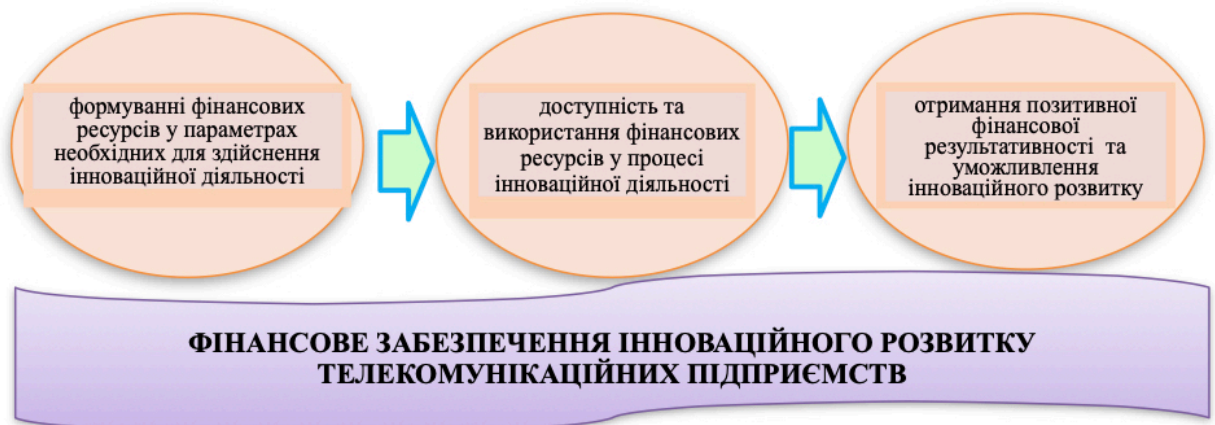 формуванні фінансових
ресурсів у параметрах
необхідних для здійснення
інноваційної діяльності
доступність та
використання фінансових
ресурсів у процесі
інноваційної діяльності
отримання позитивної
фінансової
результативності та
уможливлення
інноваційного розвитку
ФІНАНСОВЕ ЗАБЕЗПЕЧЕННЯ ІННОВАЦІЙНОГО РОЗВИТКУ
ТЕЛЕКОМУНІКАЦІЙНИХ ПІДПРИЄМСТВ